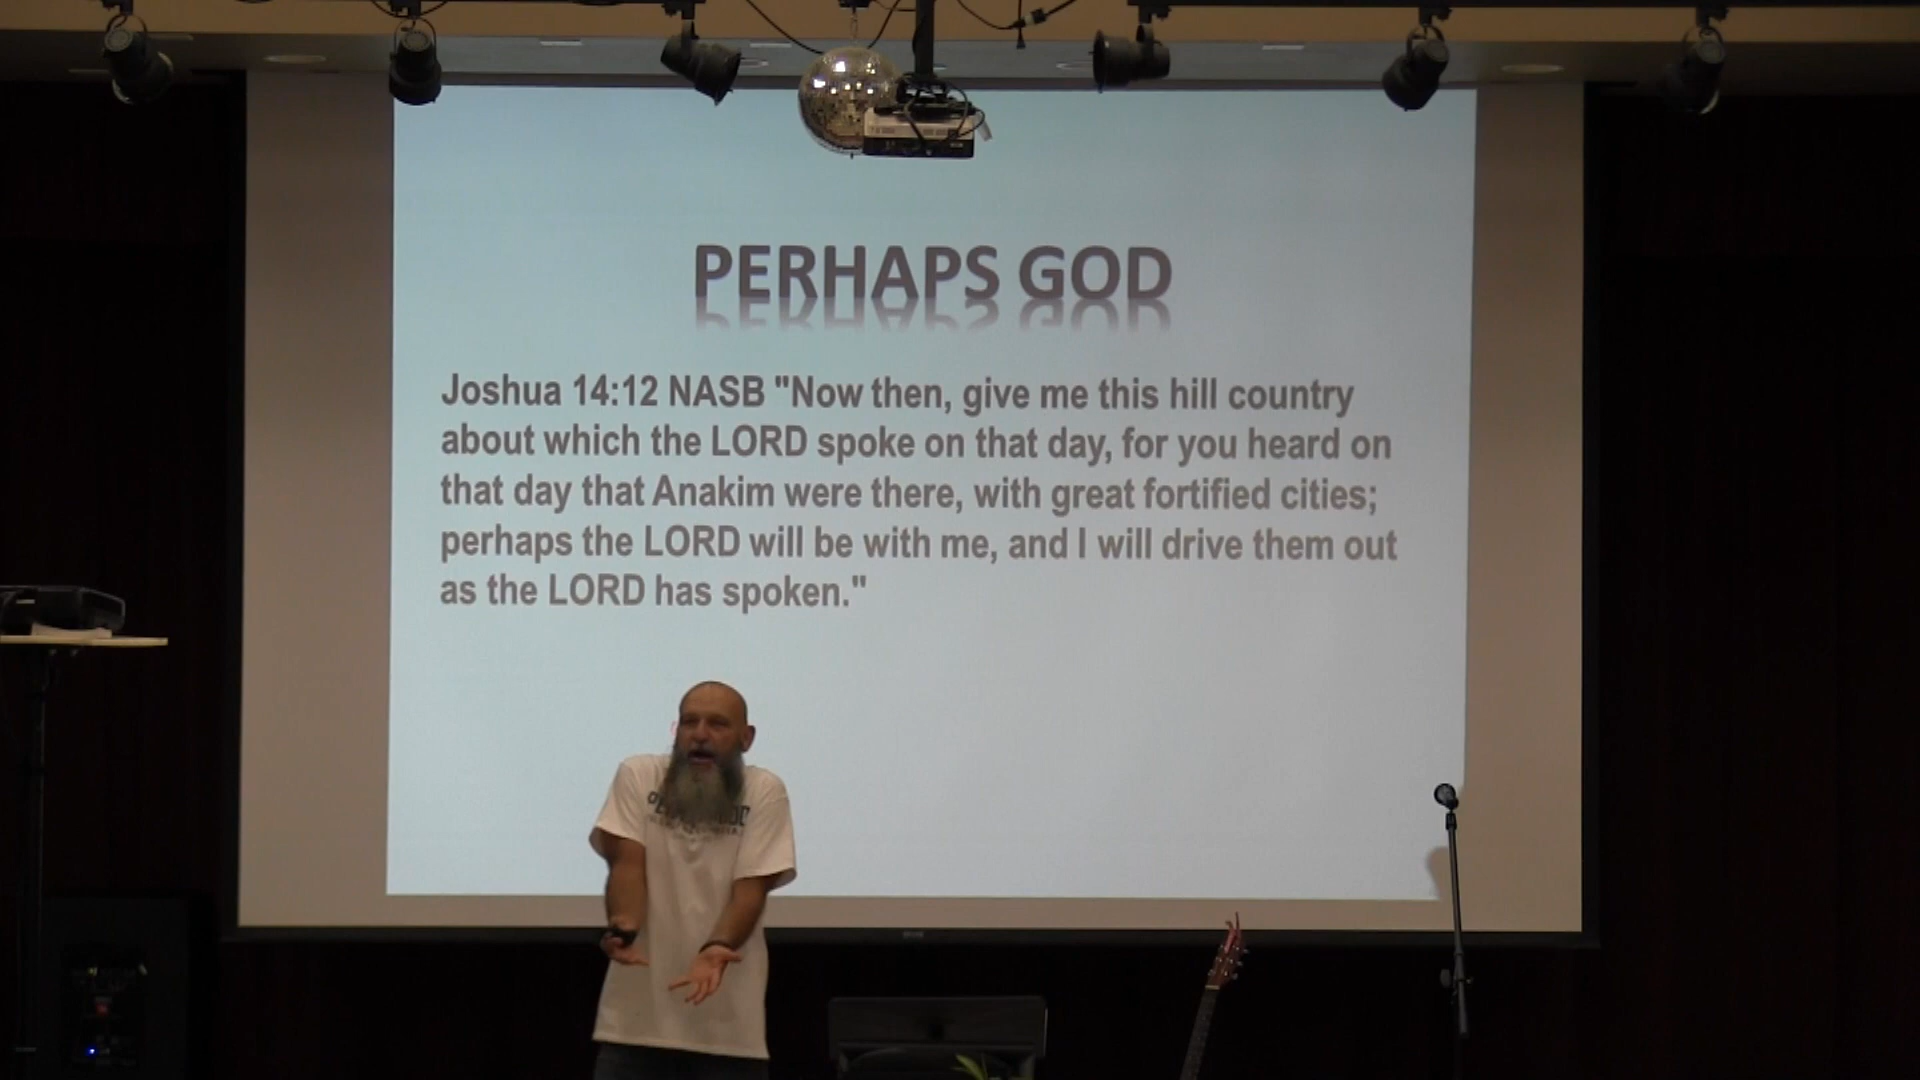 PERHAPS GOD
Joshua 14:12 NASB "Now then, give me this hill country
about which the LORD spoke on that day, for you heard on
that day that Anakim were there, with great fortified cities;
perhaps the LORD will be with me, and I will drive them out
as the LORD has spoken."